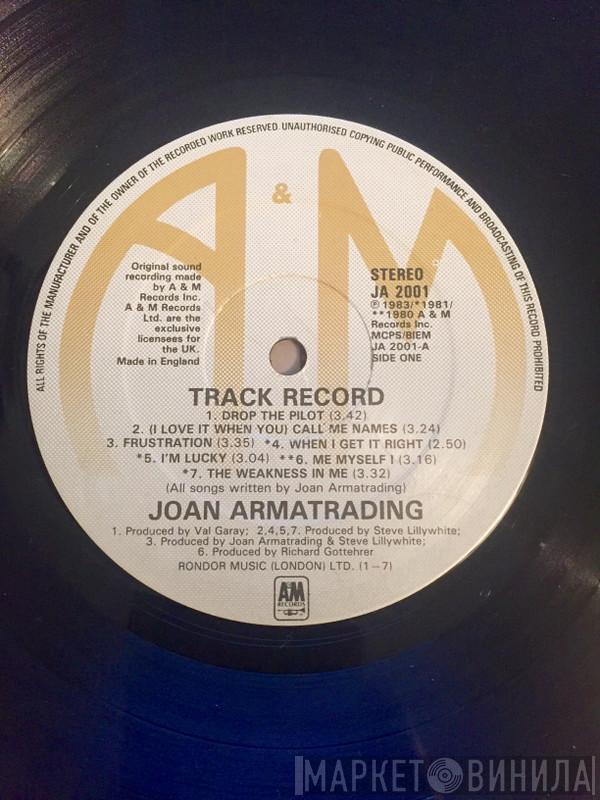 ALL RIGHTS OF THE MANUFACTURER AND OF THE OWNER OF THE RECORDED WORK RESERVED. UNAUTHORISED COPYING PUBLIC PERFORMANCE AND BROADCASTING OF THIS RECORD PROHIBITED
A & M
Original sound
recording made
by A & M
Records Inc.
A & M Records
Ltd. are the
exclusive
licensees for
the UK.
Made in England
STEREO
JA 2001
℗ 1983/*1981/
**1980 A & M
Records Inc.
MCPS/BIEM
JA 2001-A
SIDE ONE
TRACK RECORD
1. DROP THE PILOT (3.42)
2. (I LOVE IT WHEN YOU) CALL ME NAMES (3.24)
3. FRUSTRATION (3.35) *4. WHEN I GET IT RIGHT (2.50)
*5. I'M LUCKY (3.04) **6. ME MYSELF I (3.16)
*7. THE WEAKNESS IN ME (3.32)
(All songs written by Joan Armatrading)
JOAN ARMATRADING
1. Produced by Val Garay; 2,4,5,7. Produced by Steve Lillywhite;
3. Produced by Joan Armatrading & Steve Lillywhite;
6. Produced by Richard Gottehrer
RONDOR MUSIC (LONDON) LTD. (1–7)
A&M
RECORDS
МАРКЕТ ВИНИЛА